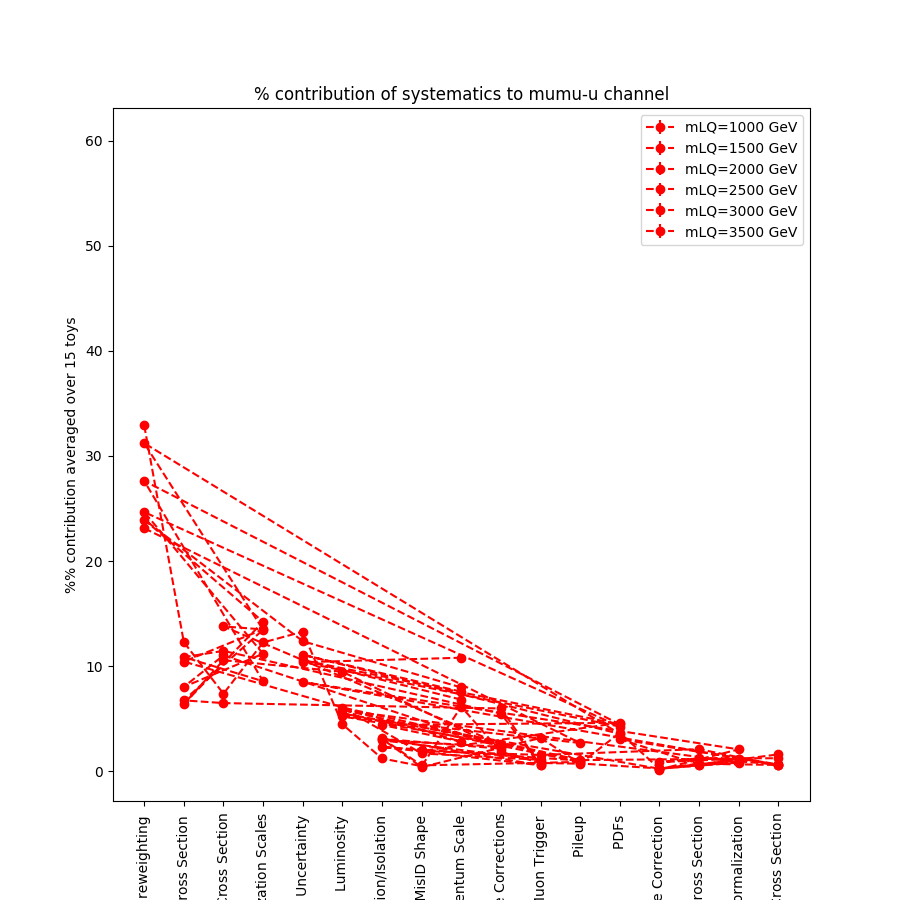 % contribution of systematics to mumu-u channel
mLQ=1000 GeV
mLQ=1500 GeV
mLQ=2000 GeV
mLQ=2500 GeV
mLQ=3000 GeV
mLQ=3500 GeV
%% contribution averaged over 15 toys
60
50
40
30
20
10
0
reweighting
ross Section
Cross Section
zation Scales
Uncertainty
Luminosity
ion/Isolation
MisID Shape
entum Scale
e Corrections
luon Trigger
Pileup
PDFs
e Correction
ross Section
ormalization
Cross Section